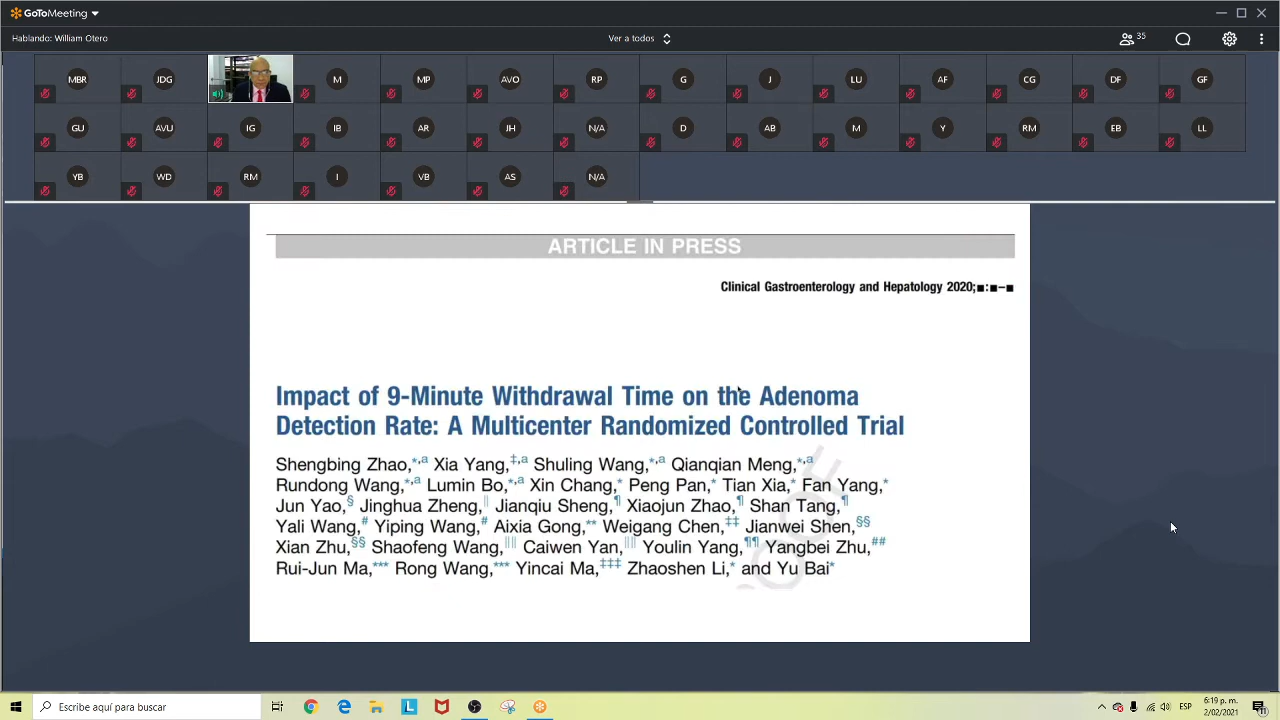 GoToMeeting
Hablando: William Otero
Ver a todos
35
MBR JDG M MP AVO RP G J LU AF CG DF GF
GU AVU IG IB AR JH N/A D AB M Y RM EB LL
YB WD RM I VB AS N/A
ARTICLE IN PRESS
Clinical Gastroenterology and Hepatology 2020;■:■–■
Impact of 9-Minute Withdrawal Time on the Adenoma
Detection Rate: A Multicenter Randomized Controlled Trial
Shengbing Zhao,*,a Xia Yang,‡,a Shuling Wang,*,a Qianqian Meng,*,a
Rundong Wang,*,a Lumin Bo,*,a Xin Chang,* Peng Pan,* Tian Xia,* Fan Yang,*
Jun Yao,§ Jinghua Zheng,|| Jianqiu Sheng,¶ Xiaojun Zhao,¶ Shan Tang,¶
Yali Wang,# Yiping Wang,# Aixia Gong,** Weigang Chen,‡‡ Jianwei Shen,§§
Xian Zhu,§§ Shaofeng Wang,|||| Caiwen Yan,|||| Youlin Yang,¶¶ Yangbei Zhu,##
Rui-Jun Ma,*** Rong Wang,*** Yincai Ma,‡‡‡ Zhaoshen Li,* and Yu Bai*
Escribe aquí para buscar
L
ESP
5:19 p. m.
2/02/2021